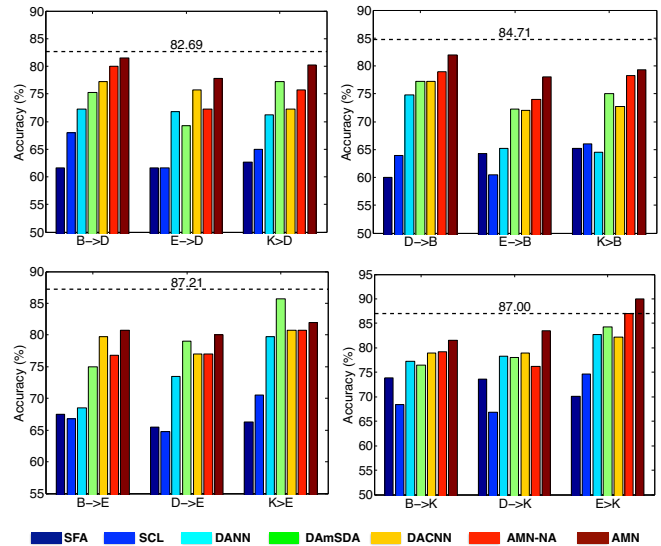 90
85
80
75
70
65
60
55
50
Accuracy (%)
82.69
B->D
E->D
K>D
90
85
80
75
70
65
60
55
50
Accuracy (%)
84.71
D->B
E->B
K>B
90
85
80
75
70
65
60
55
Accuracy (%)
87.21
B->E
D->E
K>E
95
90
85
80
75
70
65
60
55
50
Accuracy (%)
87.00
B->K
D->K
E>K
SFA SCL DANN DAmSDA DACNN AMN-NA AMN